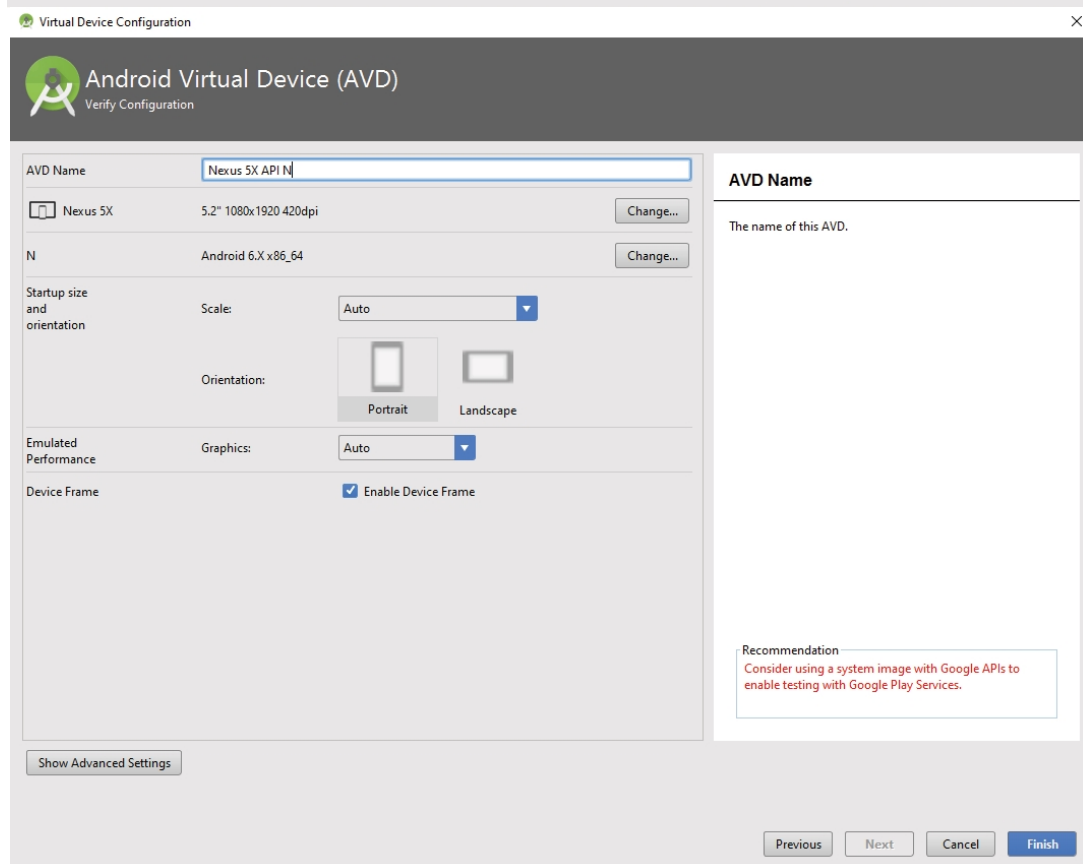 Virtual Device Configuration
Android Virtual Device (AVD)
Verify Configuration
AVD Name
Nexus 5X API N
Nexus 5X
5.2" 1080x1920 420dpi
Change...
N
Android 6.X x86_64
Change...
Startup size
and
orientation
Scale:
Auto
Orientation:
Portrait
Landscape
Emulated
Performance
Graphics:
Auto
Device Frame
Enable Device Frame
Show Advanced Settings
AVD Name
The name of this AVD.
Recommendation
Consider using a system image with Google APIs to
enable testing with Google Play Services.
Previous
Next
Cancel
Finish